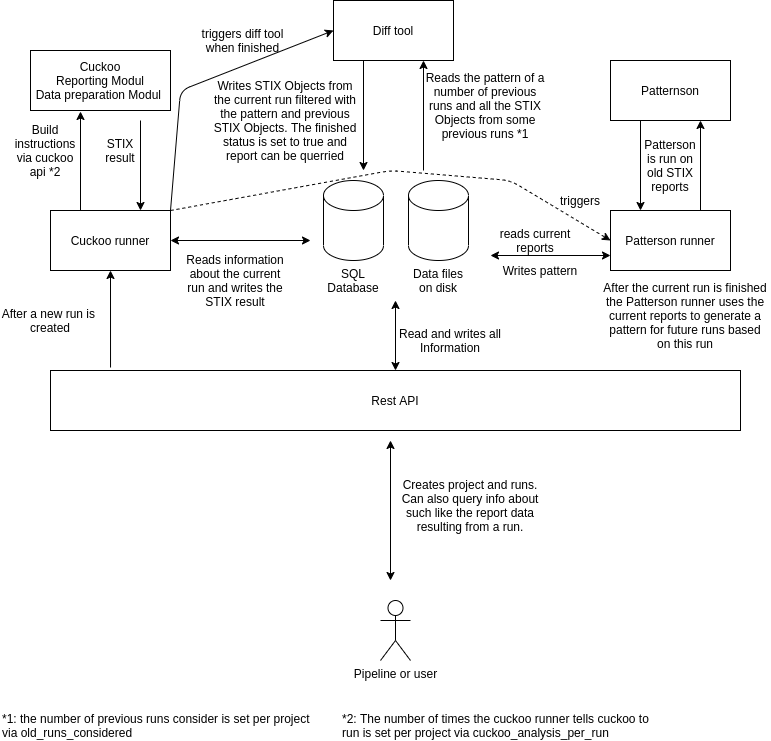 triggers diff tool
when finished
Diff tool
Cuckoo
Reporting Modul
Data preparation Modul
Writes STIX Objects from
the current run filtered with
the pattern and previous
STIX Objects. The finished
status is set to true and
report can be querried
Reads the pattern of a
number of previous
runs and all the STIX
Objects from some
previous runs *1
Patternson
Build
instructions
via cuckoo
api *2
STIX
result
Patterson
is run on
old STIX
reports
triggers
Cuckoo runner
Reads information
about the current
run and writes the
STIX result
SQL
Database
Data files
on disk
reads current
reports
Writes pattern
Patterson runner
After the current run is finished
the Patterson runner uses the
current reports to generate a
pattern for future runs based
on this run
After a new run is
created
Read and writes all
Information
Rest API
Creates project and runs.
Can also query info about
such like the report data
resulting from a run.
Pipeline or user
*1: the number of previous runs consider is set per project
via old_runs_considered
*2: The number of times the cuckoo runner tells cuckoo to
run is set per project via cuckoo_analysis_per_run